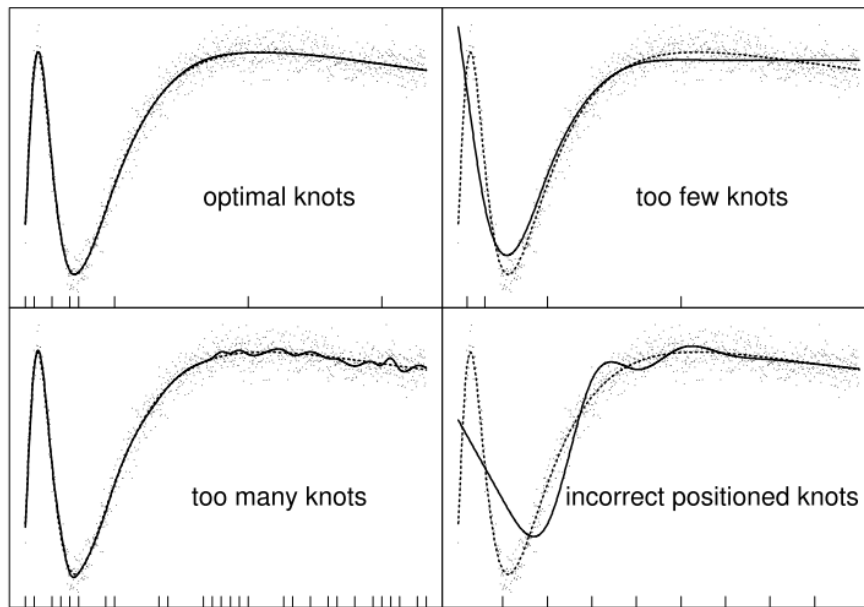 optimal knots
too few knots
too many knots
incorrect positioned knots